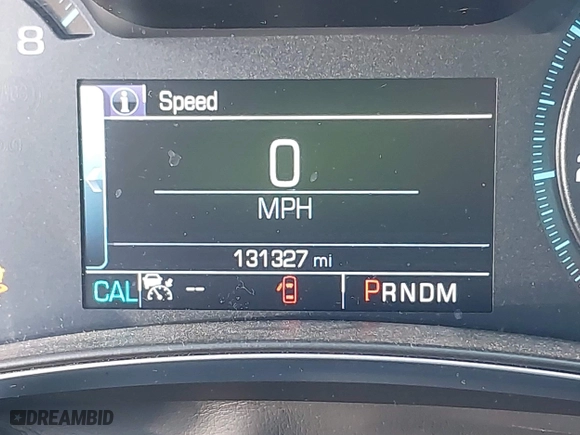 8
Speed
0
MPH
131327 mi
CAL -- PRNDM
DREAMBID